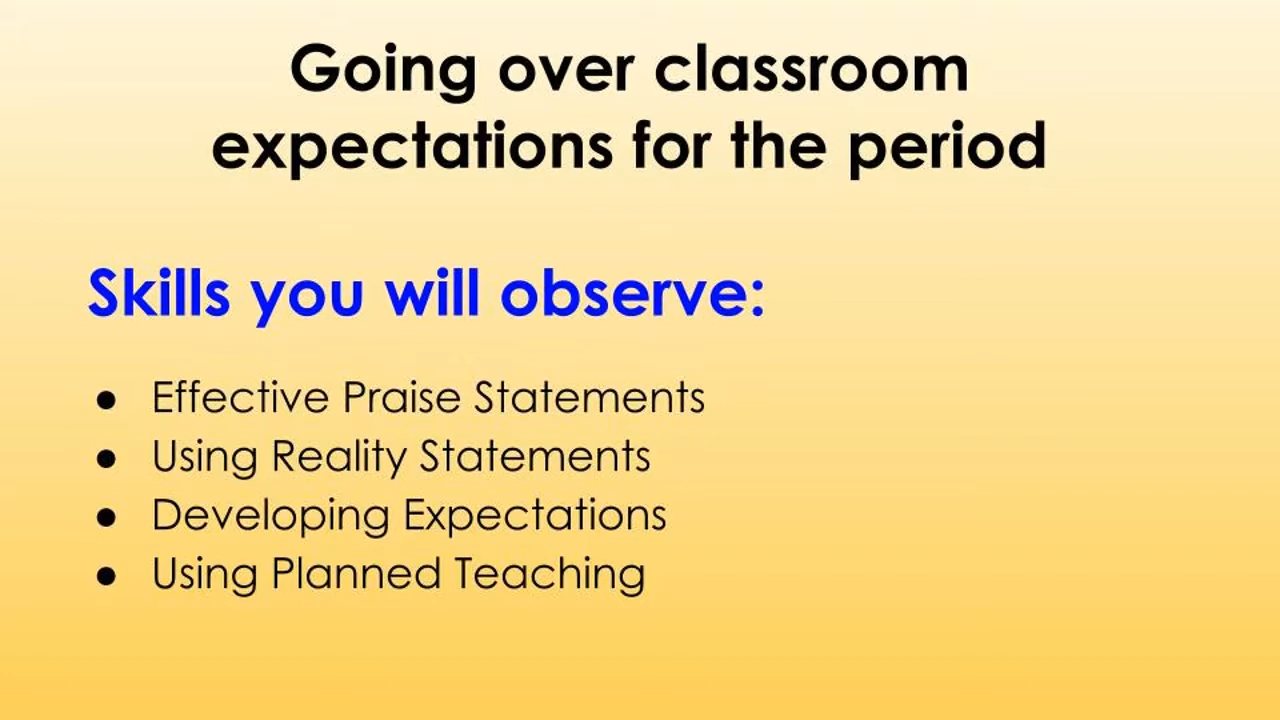 Going over classroom
expectations for the period
Skills you will observe:
● Effective Praise Statements
● Using Reality Statements
● Developing Expectations
● Using Planned Teaching